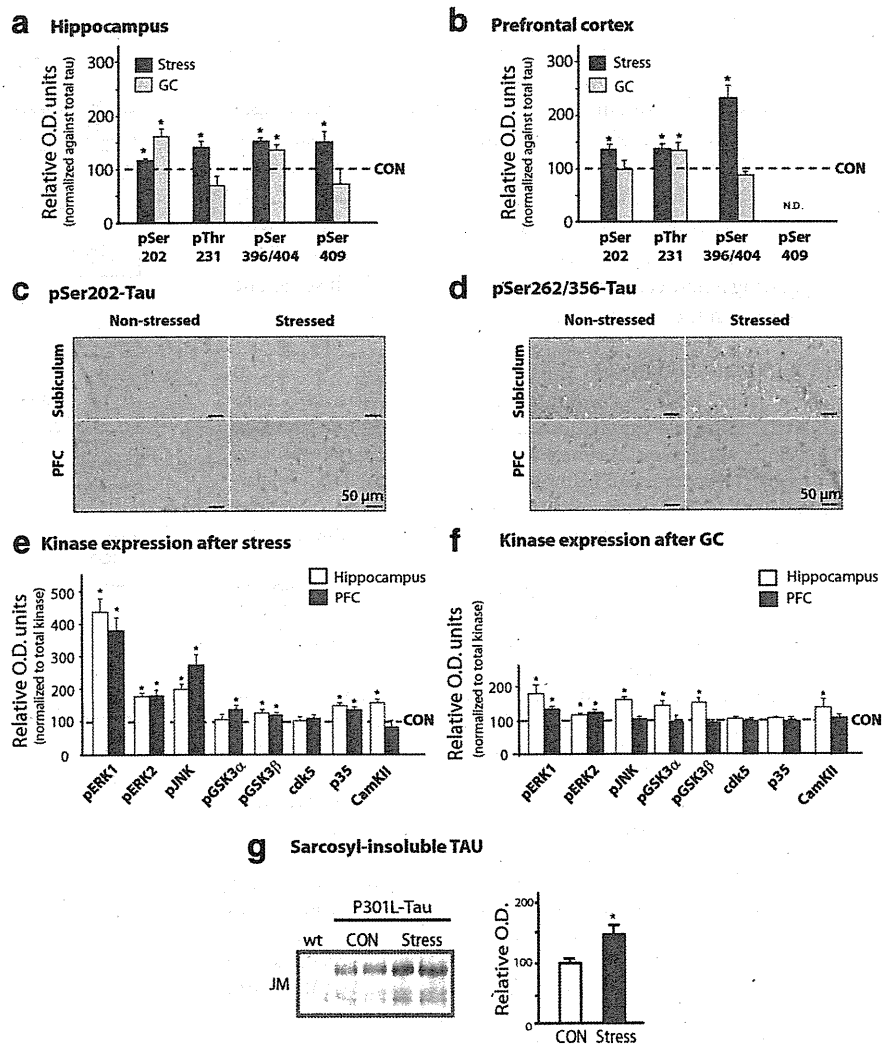 a Hippocampus
Relative O.D. units
(normalized against total tau)
300
200
100
0
Stress
GC
* * * * * *
CON
pSer 202
pThr 231
pSer 396/404
pSer 409
b Prefrontal cortex
Relative O.D. units
(normalized against total tau)
300
200
100
0
Stress
GC
* * * *
N.D.
CON
pSer 202
pThr 231
pSer 396/404
pSer 409
c pSer202-Tau
Non-stressed Stressed
Subiculum
PFC
50 µm
d pSer262/356-Tau
Non-stressed Stressed
Subiculum
PFC
50 µm
e Kinase expression after stress
Relative O.D. units
(normalized to total kinase)
500
400
300
200
100
0
Hippocampus
PFC
* * * * * * * * * * * *
CON
pERK1
pERK2
pJNK
pGSK3α
pGSK3β
cdk5
p35
CamKII
f Kinase expression after GC
Relative O.D. units
(normalized to total kinase)
200
100
0
Hippocampus
PFC
* * * * * * * *
CON
pERK1
pERK2
pJNK
pGSK3α
pGSK3β
cdk5
p35
CamKII
g Sarcosyl-insoluble TAU
P301L-Tau
wt CON Stress
JM
Relative O.D.
200
100
0
*
CON Stress